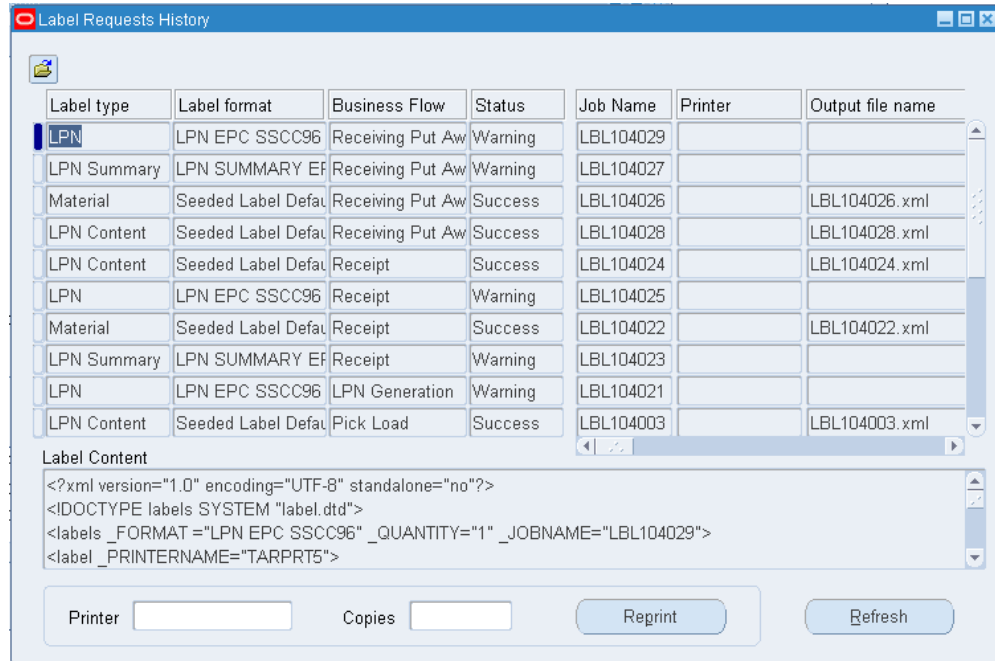 Label Requests History
Label type Label format Business Flow Status Job Name Printer Output file name
LPN LPN EPC SSCC96 Receiving Put Aw Warning LBL104029
LPN Summary LPN SUMMARY EF Receiving Put Aw Warning LBL104027
Material Seeded Label Defau Receiving Put Aw Success LBL104026 LBL104026.xml
LPN Content Seeded Label Defau Receiving Put Aw Success LBL104028 LBL104028.xml
LPN Content Seeded Label Defau Receipt Success LBL104024 LBL104024.xml
LPN LPN EPC SSCC96 Receipt Warning LBL104025
Material Seeded Label Defau Receipt Success LBL104022 LBL104022.xml
LPN Summary LPN SUMMARY EF Receipt Warning LBL104023
LPN LPN EPC SSCC96 LPN Generation Warning LBL104021
LPN Content Seeded Label Defau Pick Load Success LBL104003 LBL104003.xml
Label Content
<?xml version="1.0" encoding="UTF-8" standalone="no"?>
<!DOCTYPE labels SYSTEM "label.dtd">
<labels _FORMAT ="LPN EPC SSCC96" _QUANTITY="1" _JOBNAME="LBL104029">
<label _PRINTERNAME="TARPRT5">
Printer Copies Reprint Refresh